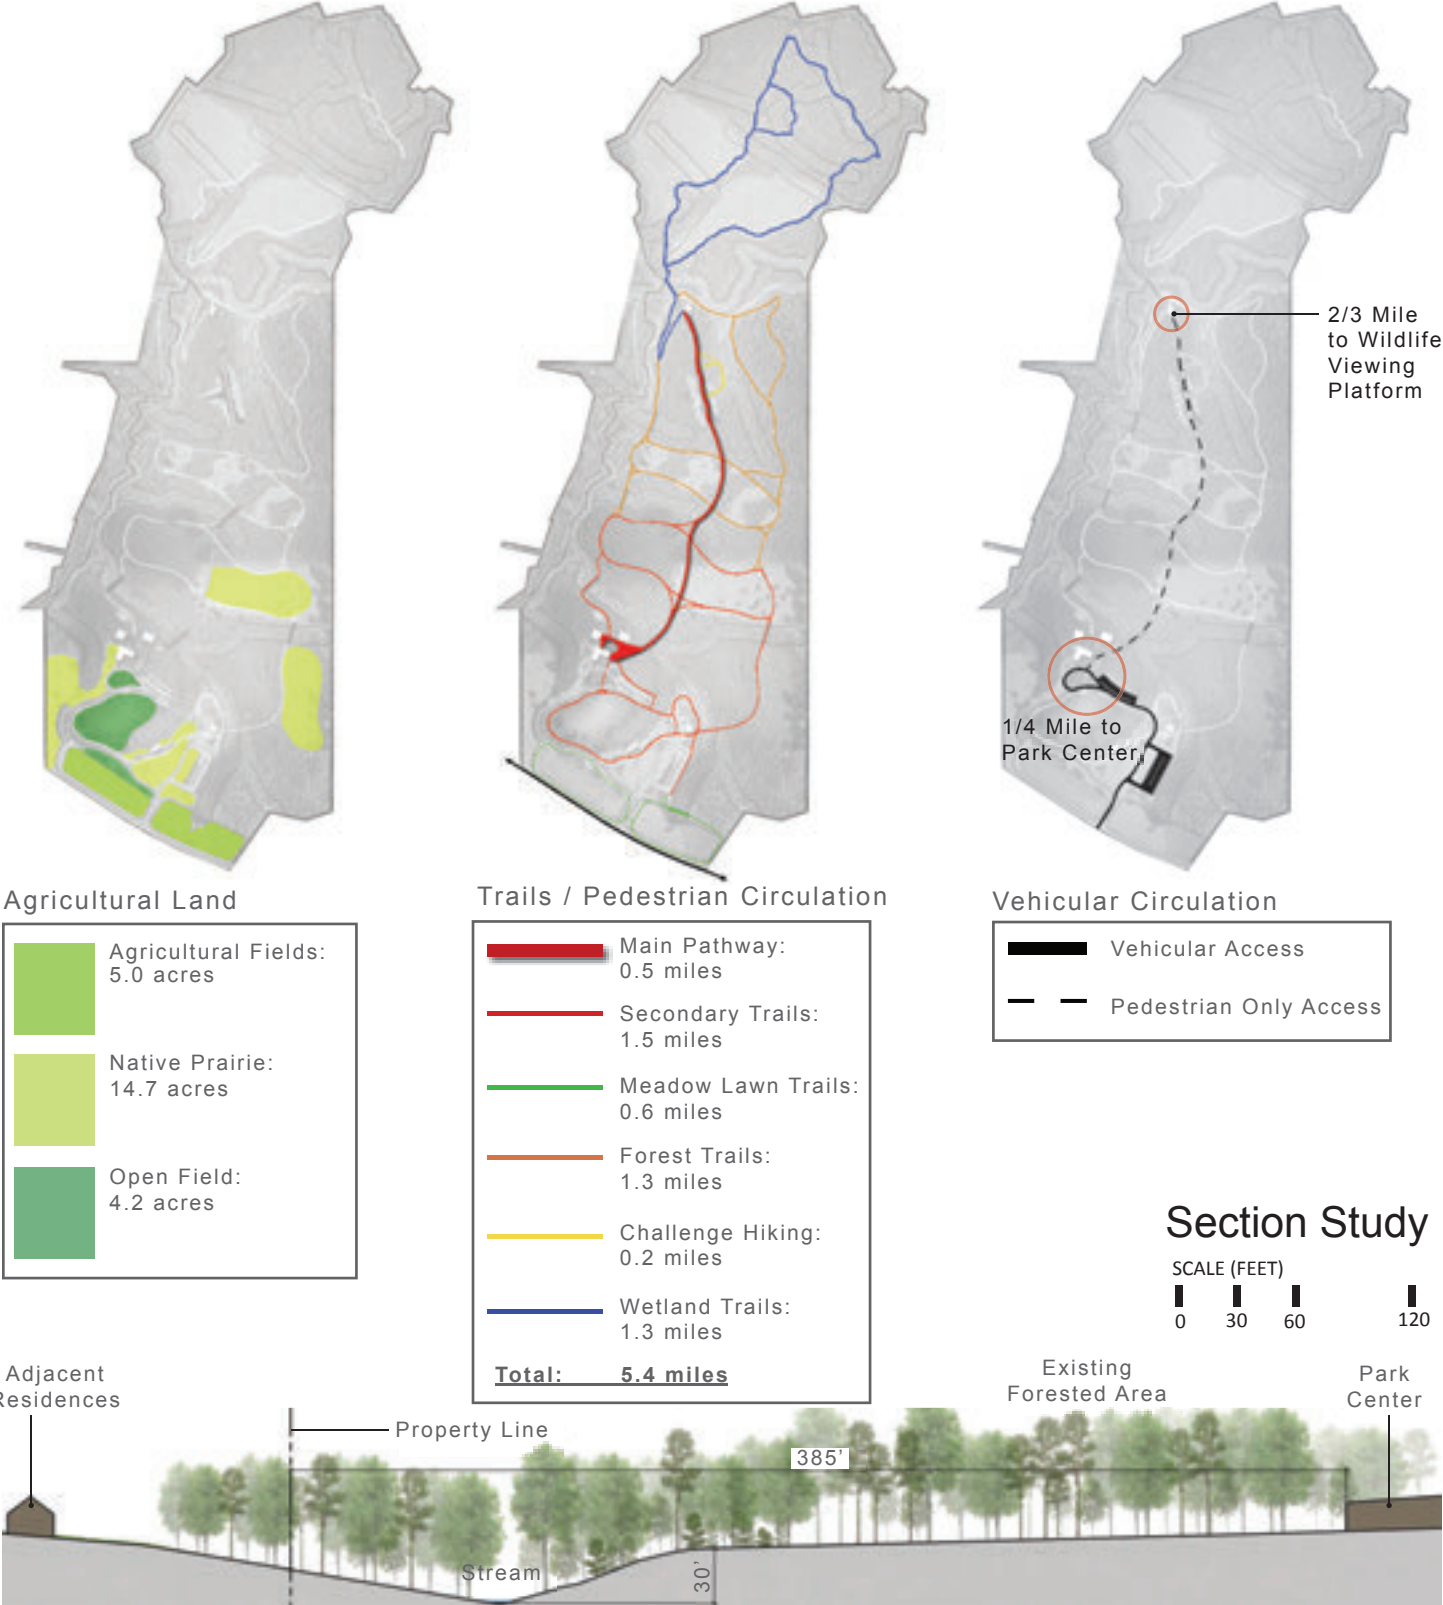 2/3 Mile
to Wildlife
Viewing
Platform
1/4 Mile to
Park Center
Agricultural Land
Agricultural Fields:
5.0 acres
Native Prairie:
14.7 acres
Open Field:
4.2 acres
Trails / Pedestrian Circulation
Main Pathway:
0.5 miles
Secondary Trails:
1.5 miles
Meadow Lawn Trails:
0.6 miles
Forest Trails:
1.3 miles
Challenge Hiking:
0.2 miles
Wetland Trails:
1.3 miles
Total: 5.4 miles
Vehicular Circulation
Vehicular Access
Pedestrian Only Access
Section Study
SCALE (FEET)
0 30 60 120
Adjacent
Residences
Property Line
385'
Existing
Forested Area
Park
Center
Stream
30'